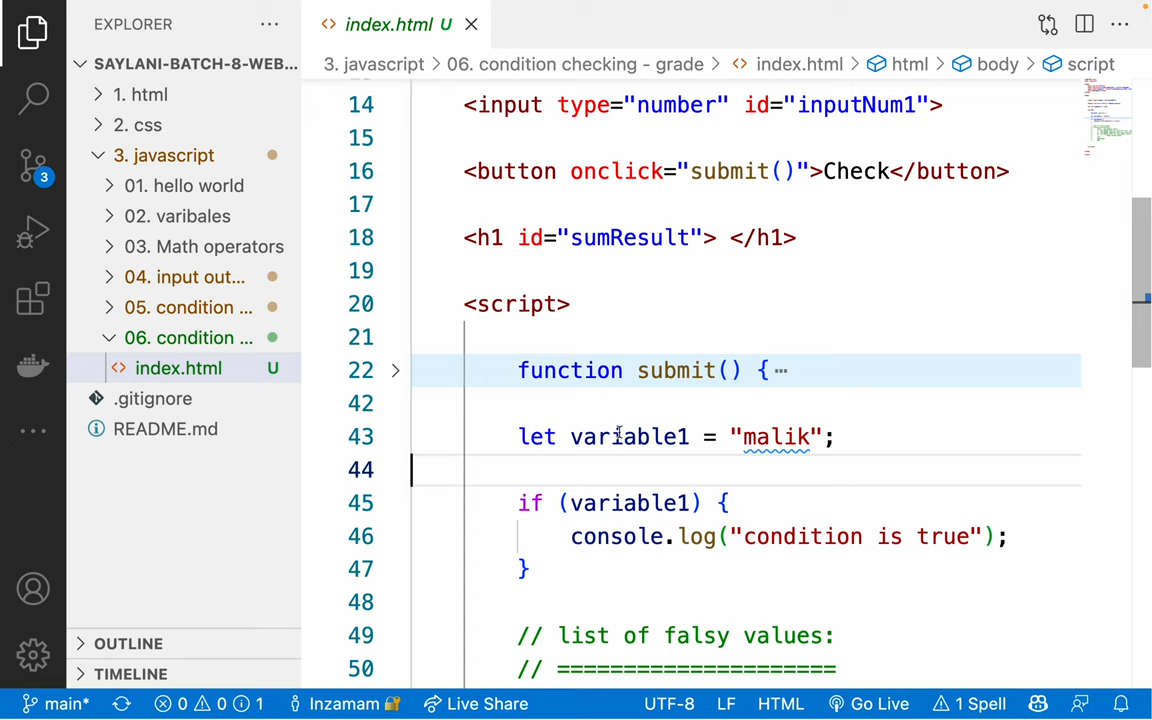 EXPLORER
index.html U
SAYLANI-BATCH-8-WEB...
3. javascript > 06. condition checking - grade > index.html > html > body > script
1. html
2. css
3. javascript
01. hello world
02. varibales
03. Math operators
04. input out...
05. condition ...
06. condition ...
index.html U
.gitignore
README.md
3
14 <input type="number" id="inputNum1">
15
16 <button onclick="submit()">Check</button>
17
18 <h1 id="sumResult"> </h1>
19
20 <script>
21
22 function submit() {
42
43 let variable1 = "malik";
44
45 if (variable1) {
46 console.log("condition is true");
47 }
48
49 // list of falsy values:
50 // =====================
OUTLINE
TIMELINE
main* 0 0 1 Inzamam Live Share UTF-8 LF HTML Go Live 1 Spell